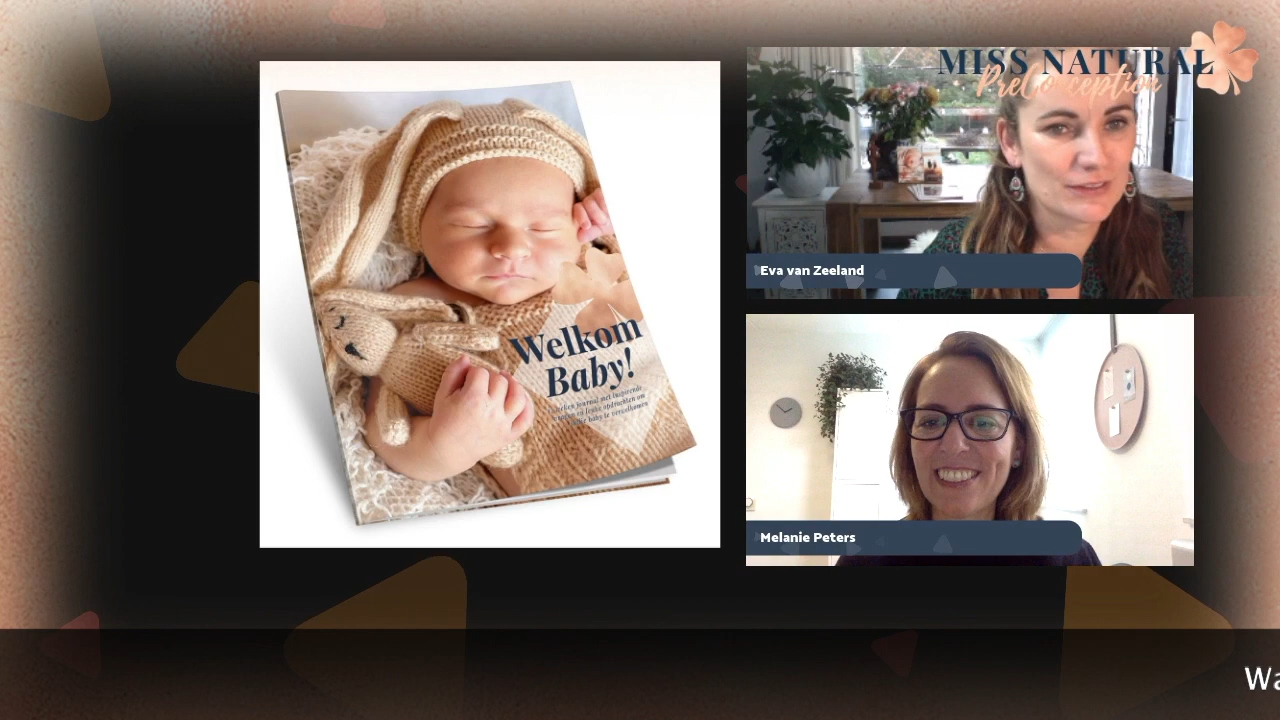 MISS NATURAL
PreConception
Welkom
Baby!
Eva van Zeeland
Melanie Peters
Wa